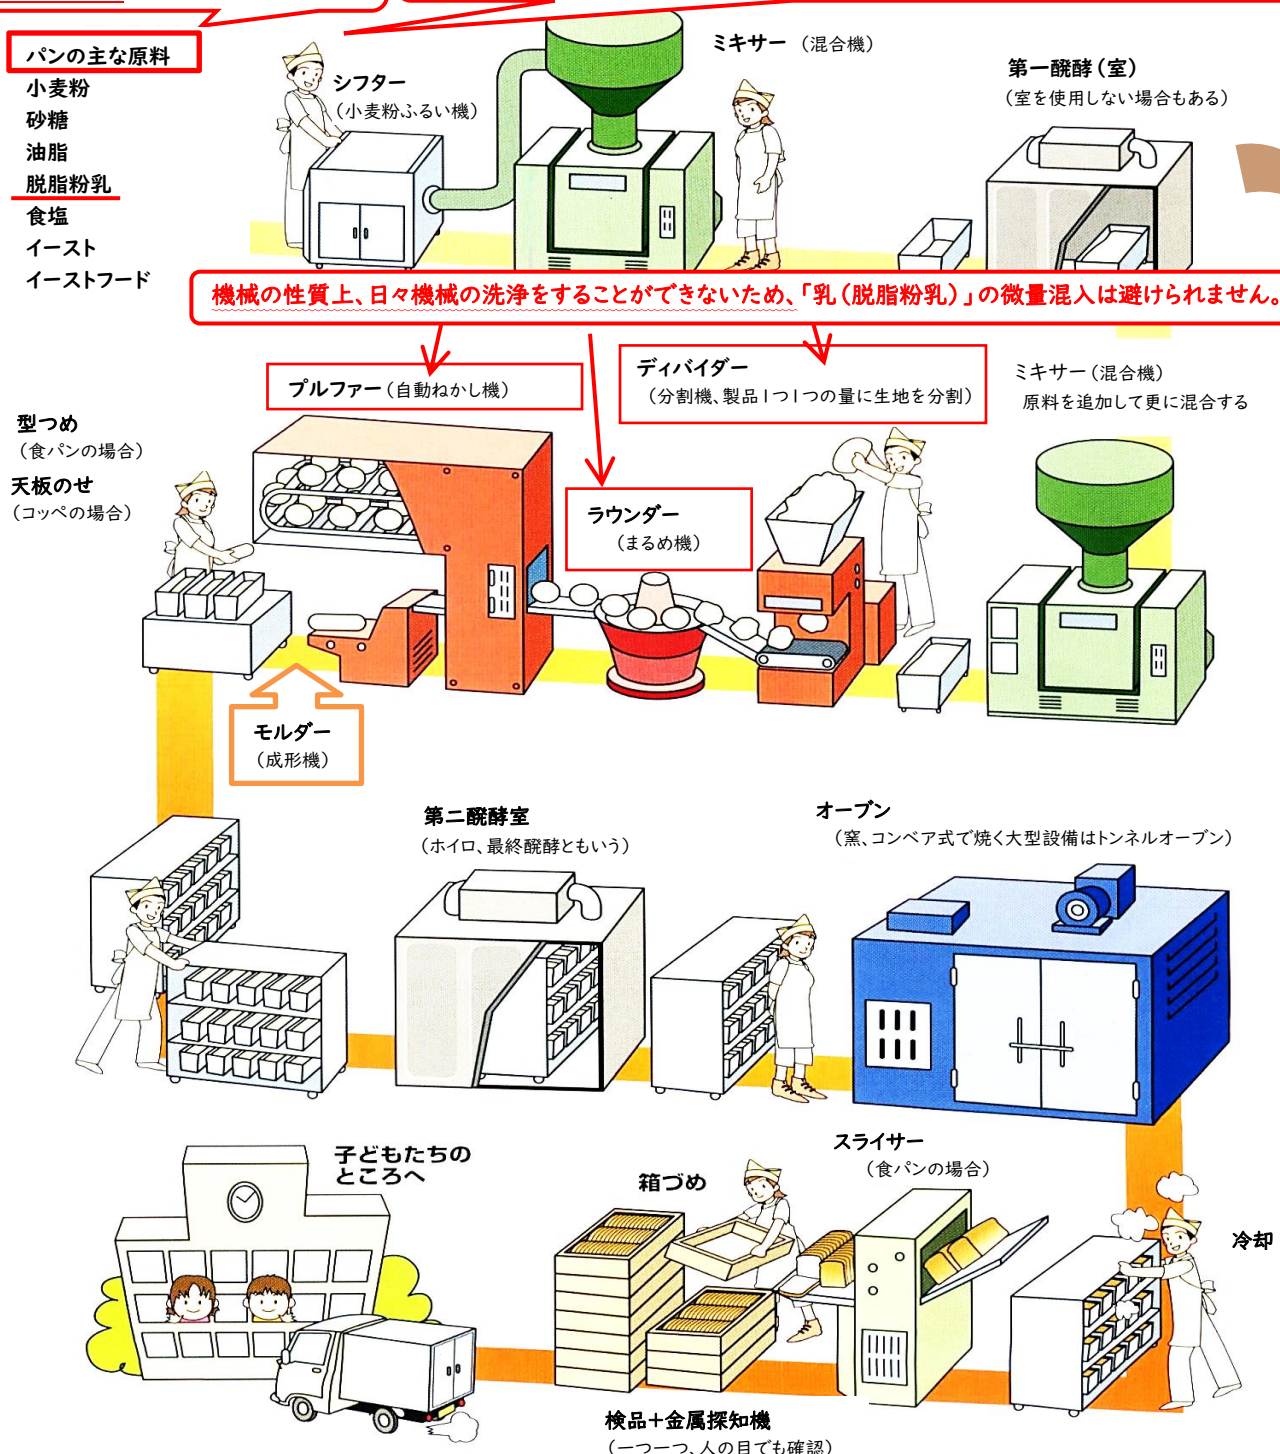 パンの主な原料
小麦粉
砂糖
油脂
脱脂粉乳
食塩
イースト
イーストフード
シフター
（小麦粉ふるい機）
ミキサー （混合機）
第一醗酵（室）
（室を使用しない場合もある）
機械の性質上、日々機械の洗浄をすることができないため、「乳（脱脂粉乳）」の微量混入は避けられません。
プルファー（自動ねかし機）
ディバイダー
（分割機、製品1つ1つの量に生地を分割）
ミキサー（混合機）
原料を追加して更に混合する
型つめ
（食パンの場合）
天板のせ
（コッペの場合）
ラウンダー
（まるめ機）
モルダー
（成形機）
第二醗酵室
（ホイロ、最終醗酵ともいう）
オーブン
（窯、コンベア式で焼く大型設備はトンネルオーブン）
子どもたちの
ところへ
箱づめ
スライサー
（食パンの場合）
冷却
検品＋金属探知機
（一つ一つ、人の目でも確認）